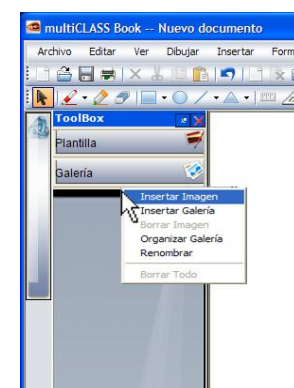 multiCLASS Book -- Nuevo documento
Archivo Editar Ver Dibujar Insertar Form
ToolBox
Plantilla
Galería
Insertar Imagen
Insertar Galería
Borrar Imagen
Organizar Galería
Renombrar
Borrar Todo